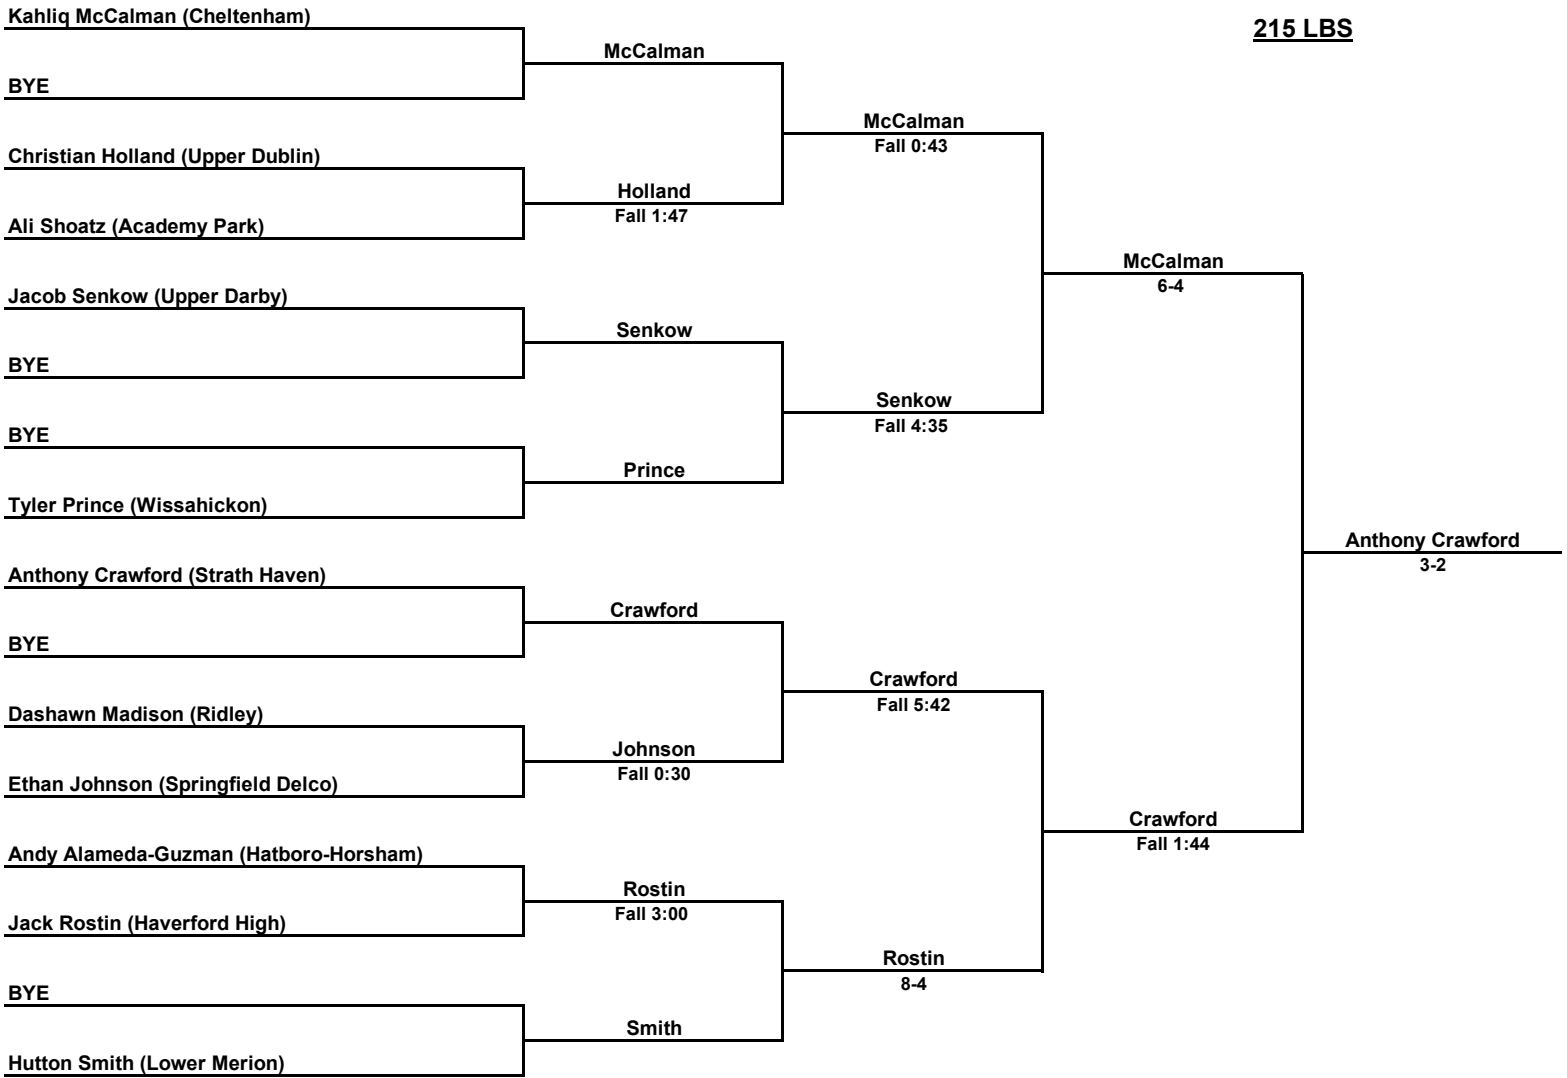 Kahliq McCalman (Cheltenham)
215 LBS
McCalman
BYE
McCalman
Fall 0:43
Christian Holland (Upper Dublin)
Holland
Fall 1:47
Ali Shoatz (Academy Park)
McCalman
6-4
Jacob Senkow (Upper Darby)
Senkow
BYE
Senkow
Fall 4:35
BYE
Prince
Tyler Prince (Wissahickon)
Anthony Crawford
3-2
Anthony Crawford (Strath Haven)
Crawford
BYE
Crawford
Fall 5:42
Dashawn Madison (Ridley)
Johnson
Fall 0:30
Ethan Johnson (Springfield Delco)
Crawford
Fall 1:44
Andy Alameda-Guzman (Hatboro-Horsham)
Rostin
Fall 3:00
Jack Rostin (Haverford High)
Rostin
8-4
BYE
Smith
Hutton Smith (Lower Merion)